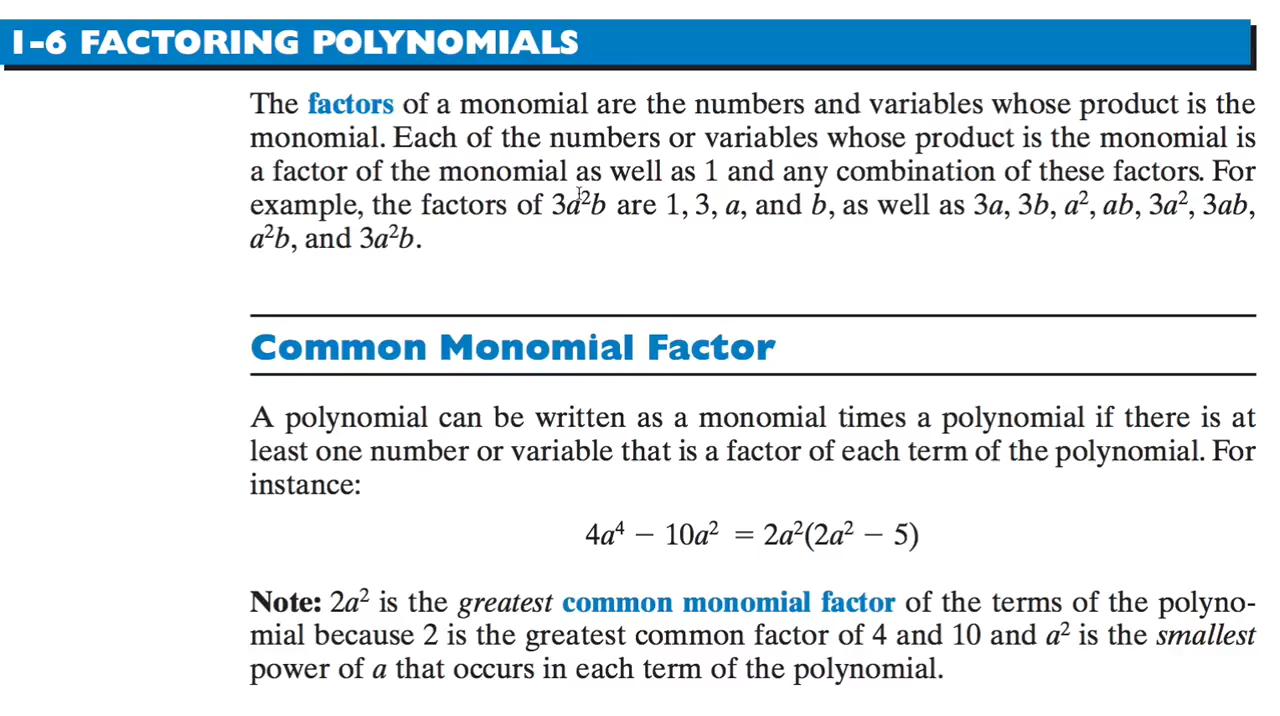 1-6 FACTORING POLYNOMIALS
The factors of a monomial are the numbers and variables whose product is the
monomial. Each of the numbers or variables whose product is the monomial is
a factor of the monomial as well as 1 and any combination of these factors. For
example, the factors of 3a²b are 1, 3, a, and b, as well as 3a, 3b, a², ab, 3a², 3ab,
a²b, and 3a²b.
Common Monomial Factor
A polynomial can be written as a monomial times a polynomial if there is at
least one number or variable that is a factor of each term of the polynomial. For
instance:
4a⁴ − 10a² = 2a²(2a² − 5)
Note: 2a² is the greatest common monomial factor of the terms of the polyno-
mial because 2 is the greatest common factor of 4 and 10 and a² is the smallest
power of a that occurs in each term of the polynomial.